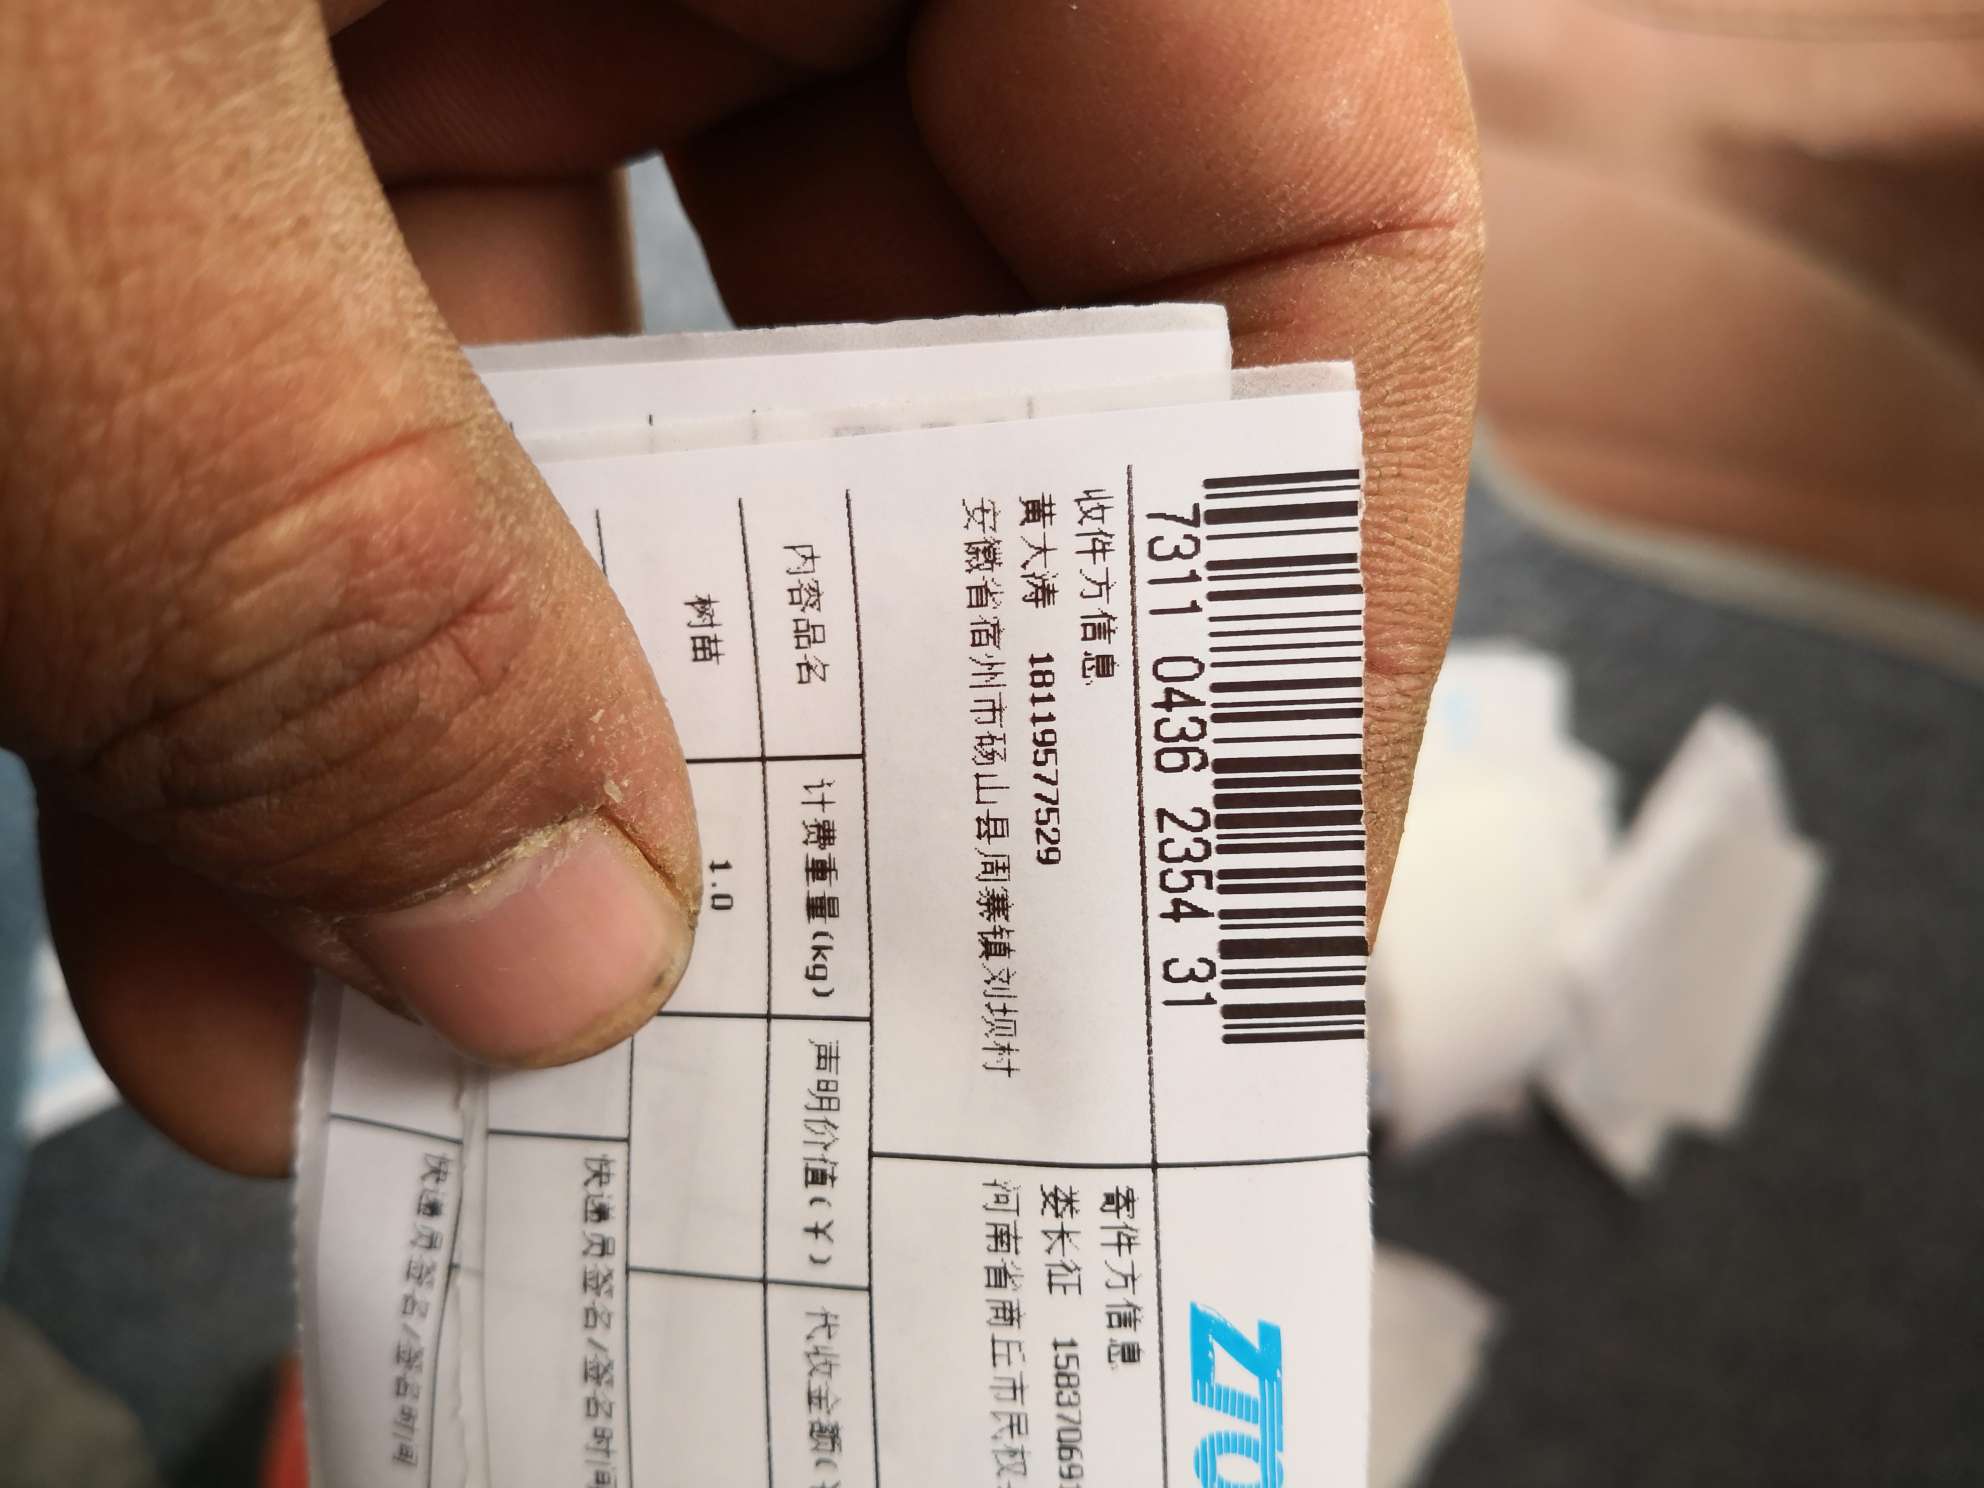 7311 0436 2354 31
ZTO
收件方信息
黄大涛 18119577529
安徽省宿州市砀山县周寨镇刘坝村
寄件方信息
娄长征 158370691
河南省商丘市民权
内容品名
计费重量(kg)
声明价值(¥)
代收金额(
树苗
1.0
快递员签名/签名时间
快递员签名/签名时间